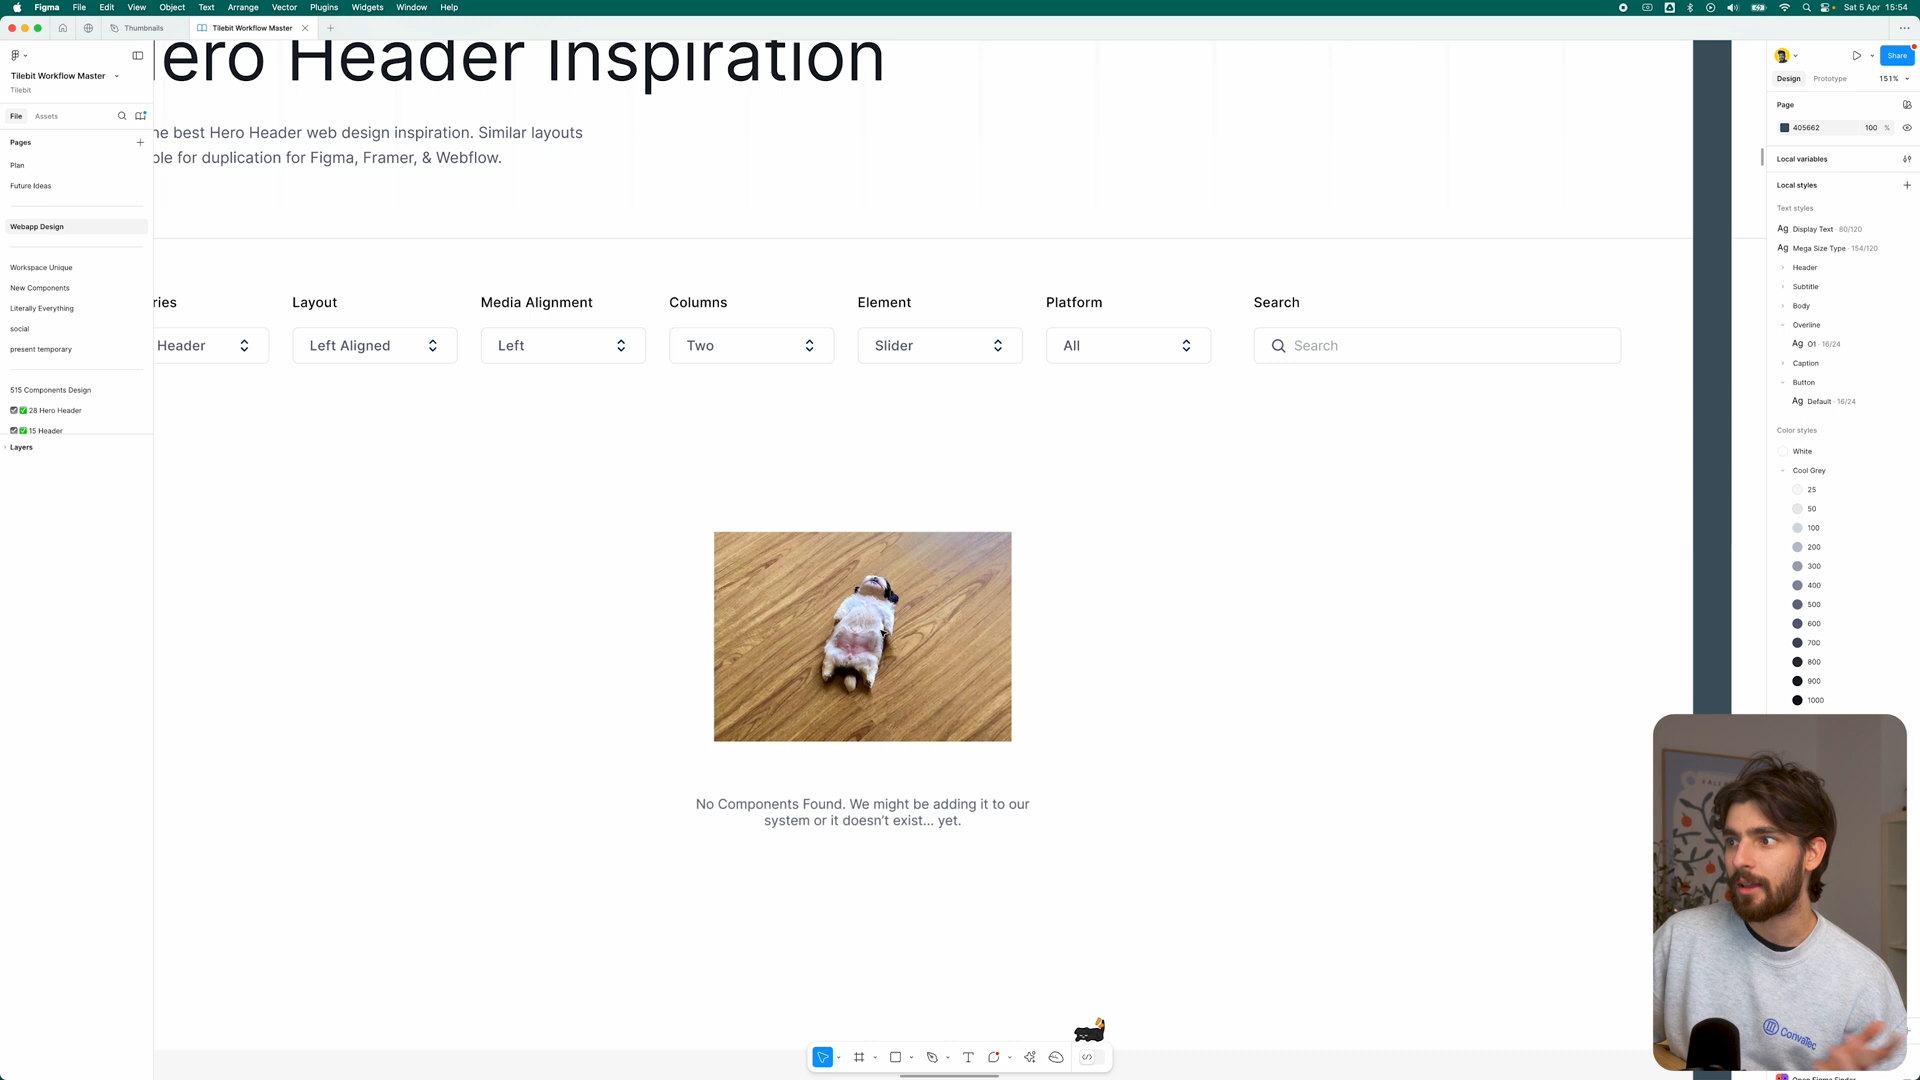 Figma File Edit View Object Text Arrange Vector Plugins Widgets Window Help
Sat 5 Apr 15:54
Thumbnails
Tilebit Workflow Master
Tilebit Workflow Master
Tilebit
File Assets
Pages
Plan
Future Ideas
Webapp Design
Workspace Unique
New Components
Literally Everything
social
present temporary
515 Components Design
28 Hero Header
15 Header
Layers
ero Header Inspiration
ne best Hero Header web design inspiration. Similar layouts
ble for duplication for Figma, Framer, & Webflow.
ries Layout Media Alignment Columns Element Platform Search
Header Left Aligned Left Two Slider All Search
No Components Found. We might be adding it to our
system or it doesn't exist... yet.
Share
Design Prototype 151%
Page
405662 100 %
Local variables
Local styles
Text styles
Ag Display Text · 80/120
Ag Mega Size Type · 154/120
Header
Subtitle
Body
Overline
Ag O1 · 16/24
Caption
Button
Ag Default · 16/24
Color styles
White
Cool Grey
25
50
100
200
300
400
500
600
700
800
900
1000
ConvaTec
Open Figma Finder